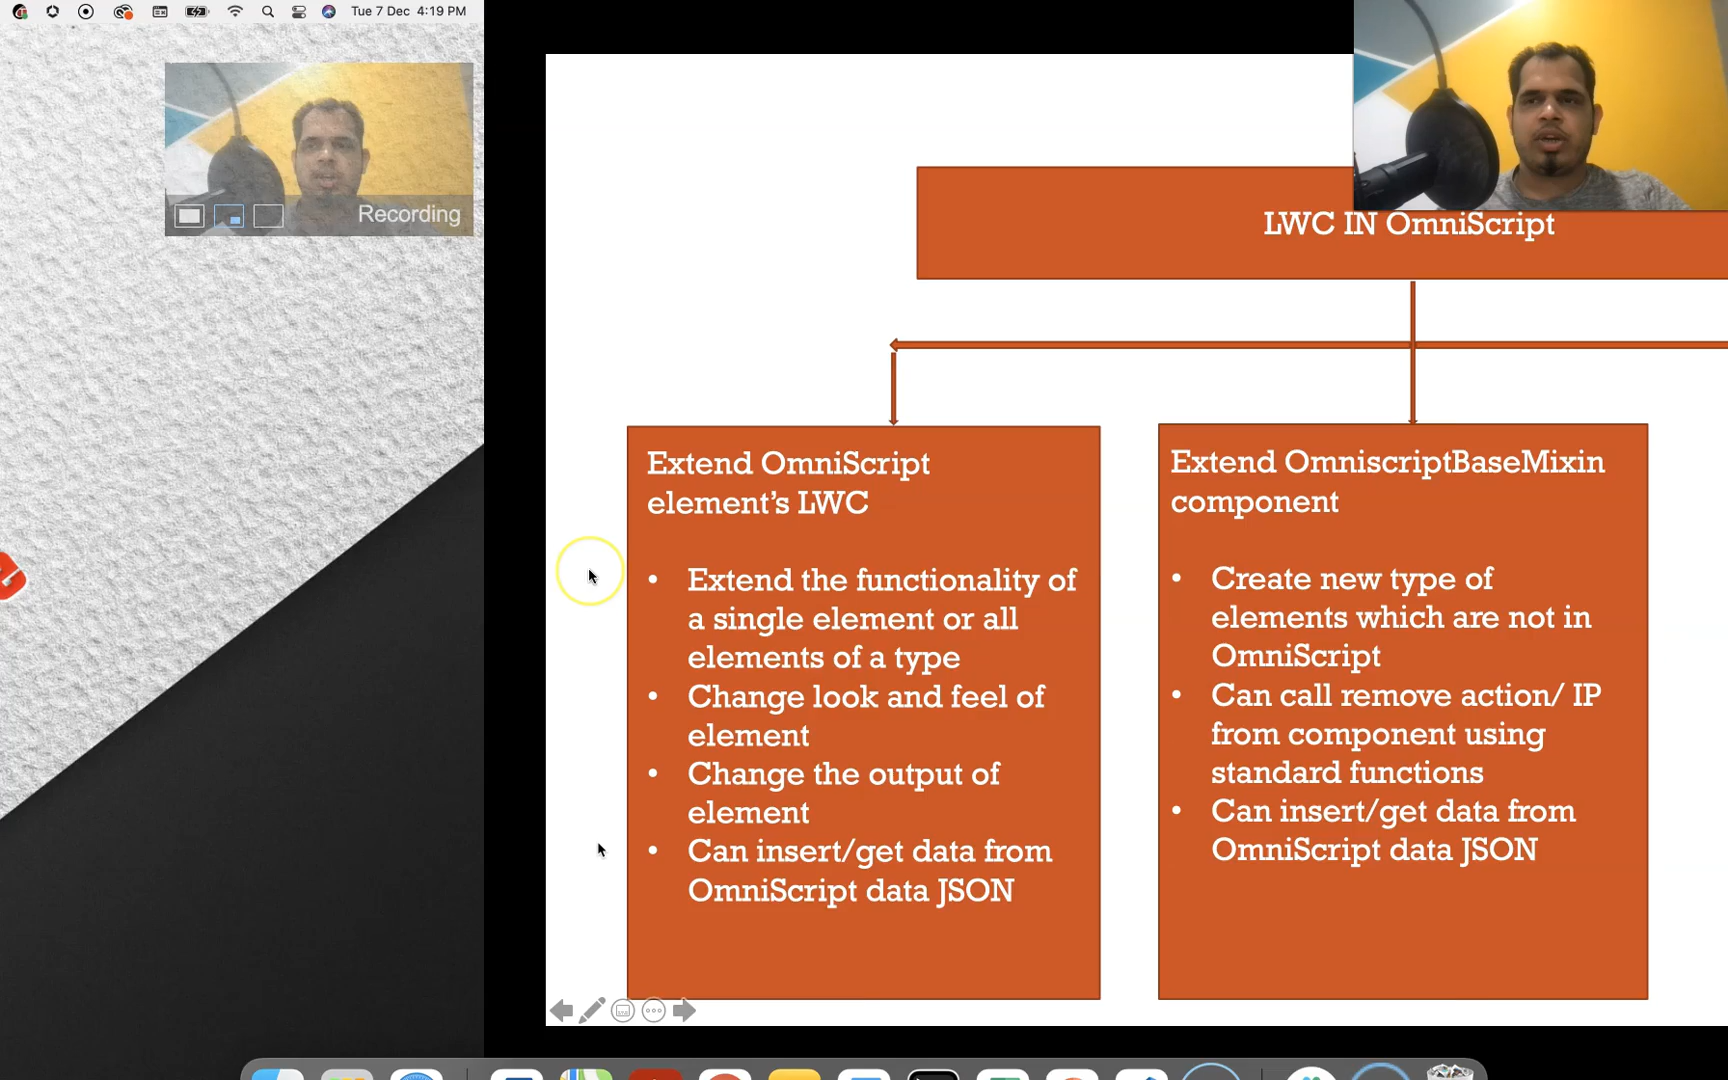 Tue 7 Dec 4:19 PM
Recording
LWC IN OmniScript
Extend OmniScript
element's LWC
• Extend the functionality of
a single element or all
elements of a type
• Change look and feel of
element
• Change the output of
element
• Can insert/get data from
OmniScript data JSON
Extend OmniscriptBaseMixin
component
• Create new type of
elements which are not in
OmniScript
• Can call remove action/ IP
from component using
standard functions
• Can insert/get data from
OmniScript data JSON